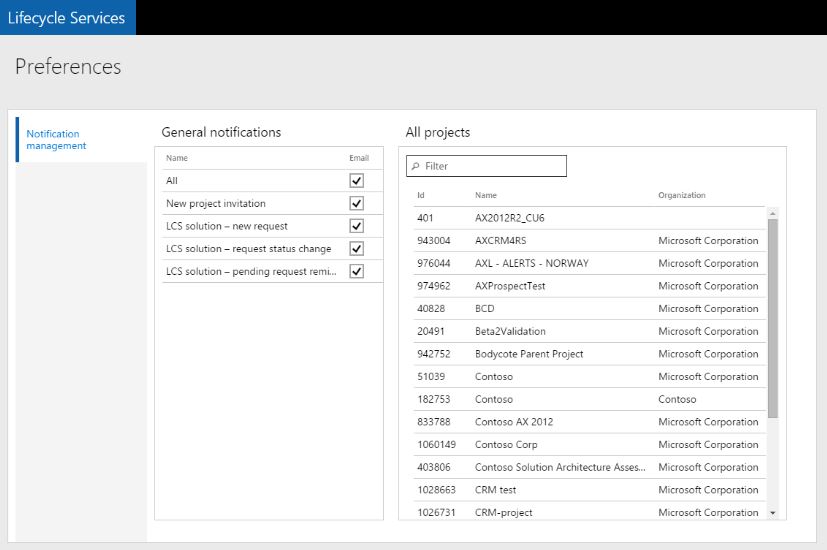 Lifecycle Services
Preferences
Notification
management
General notifications
Name Email
All
New project invitation
LCS solution – new request
LCS solution – request status change
LCS solution – pending request remi...
All projects
Filter
Id Name Organization
401 AX2012R2_CU6
943004 AXCRM4RS Microsoft Corporation
976044 AXL - ALERTS - NORWAY Microsoft Corporation
974962 AXProspectTest Microsoft Corporation
40828 BCD Microsoft Corporation
20491 Beta2Validation Microsoft Corporation
942752 Bodycote Parent Project Microsoft Corporation
51039 Contoso Microsoft Corporation
182753 Contoso Contoso
833788 Contoso AX 2012 Microsoft Corporation
1060149 Contoso Corp Microsoft Corporation
403806 Contoso Solution Architecture Asses... Microsoft Corporation
1028663 CRM test Microsoft Corporation
1026731 CRM-project Microsoft Corporation